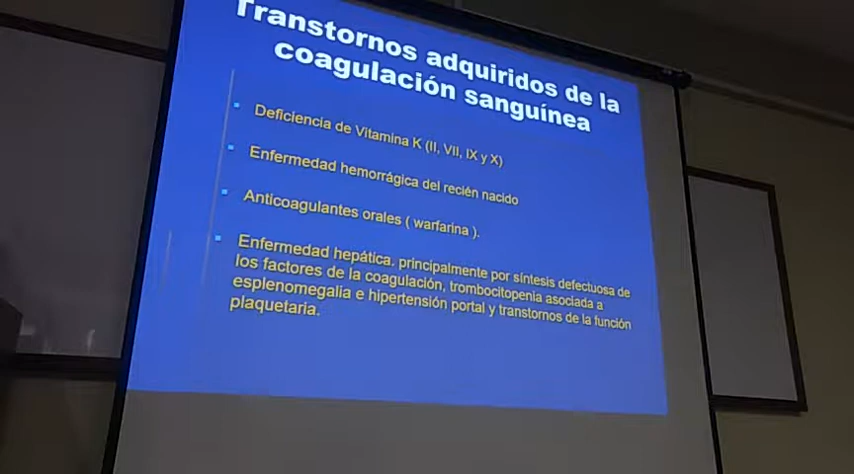 Transtornos adquiridos de la
coagulación sanguínea
Deficiencia de Vitamina K (II, VII, IX y X)
Enfermedad hemorrágica del recién nacido
Anticoagulantes orales ( warfarina ).
Enfermedad hepática, principalmente por síntesis defectuosa de
los factores de la coagulación, trombocitopenia asociada a
esplenomegalia e hipertensión portal y transtornos de la función
plaquetaria.